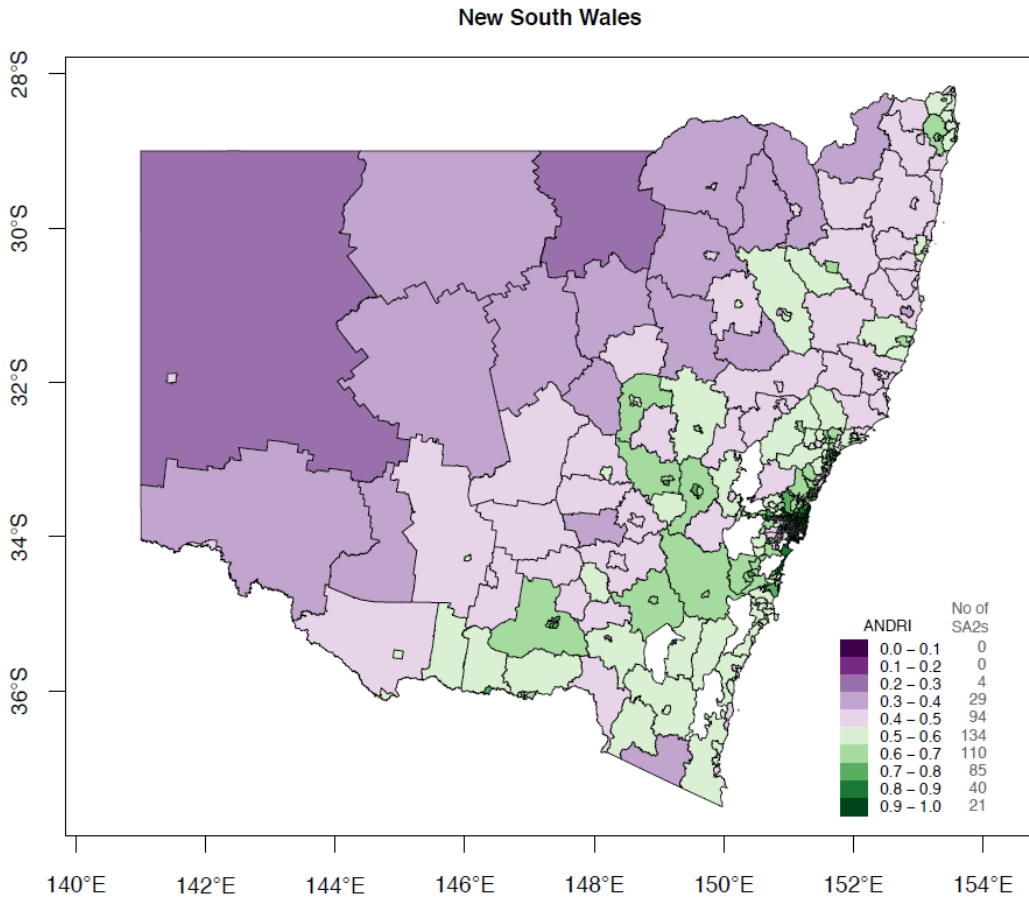 New South Wales
28°S
30°S
32°S
34°S
36°S
No of
ANDRI SA2s
0.0 – 0.1 0
0.1 – 0.2 0
0.2 – 0.3 4
0.3 – 0.4 29
0.4 – 0.5 94
0.5 – 0.6 134
0.6 – 0.7 110
0.7 – 0.8 85
0.8 – 0.9 40
0.9 – 1.0 21
140°E 142°E 144°E 146°E 148°E 150°E 152°E 154°E